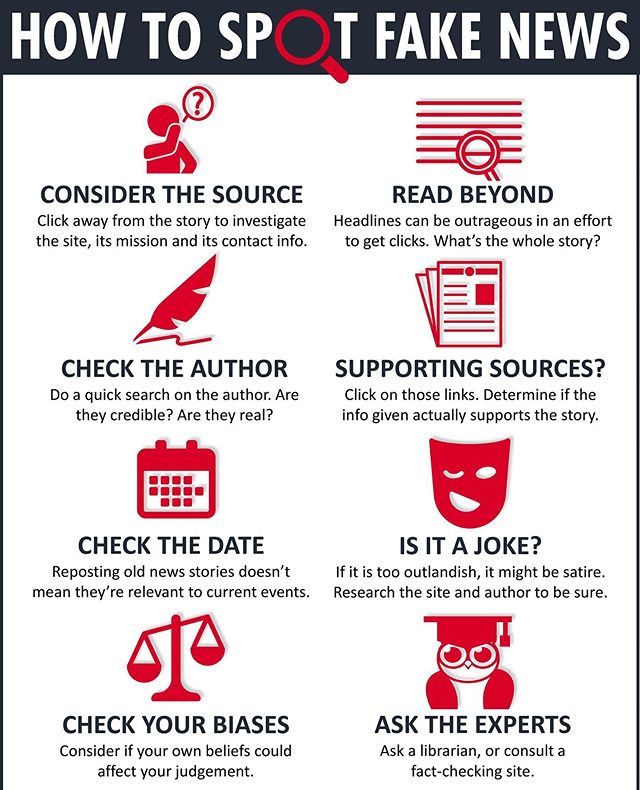 HOW TO SPOT FAKE NEWS
?
CONSIDER THE SOURCE
Click away from the story to investigate
the site, its mission and its contact info.
READ BEYOND
Headlines can be outrageous in an effort
to get clicks. What's the whole story?
CHECK THE AUTHOR
Do a quick search on the author. Are
they credible? Are they real?
SUPPORTING SOURCES?
Click on those links. Determine if the
info given actually supports the story.
CHECK THE DATE
Reposting old news stories doesn't
mean they're relevant to current events.
IS IT A JOKE?
If it is too outlandish, it might be satire.
Research the site and author to be sure.
CHECK YOUR BIASES
Consider if your own beliefs could
affect your judgement.
ASK THE EXPERTS
Ask a librarian, or consult a
fact-checking site.